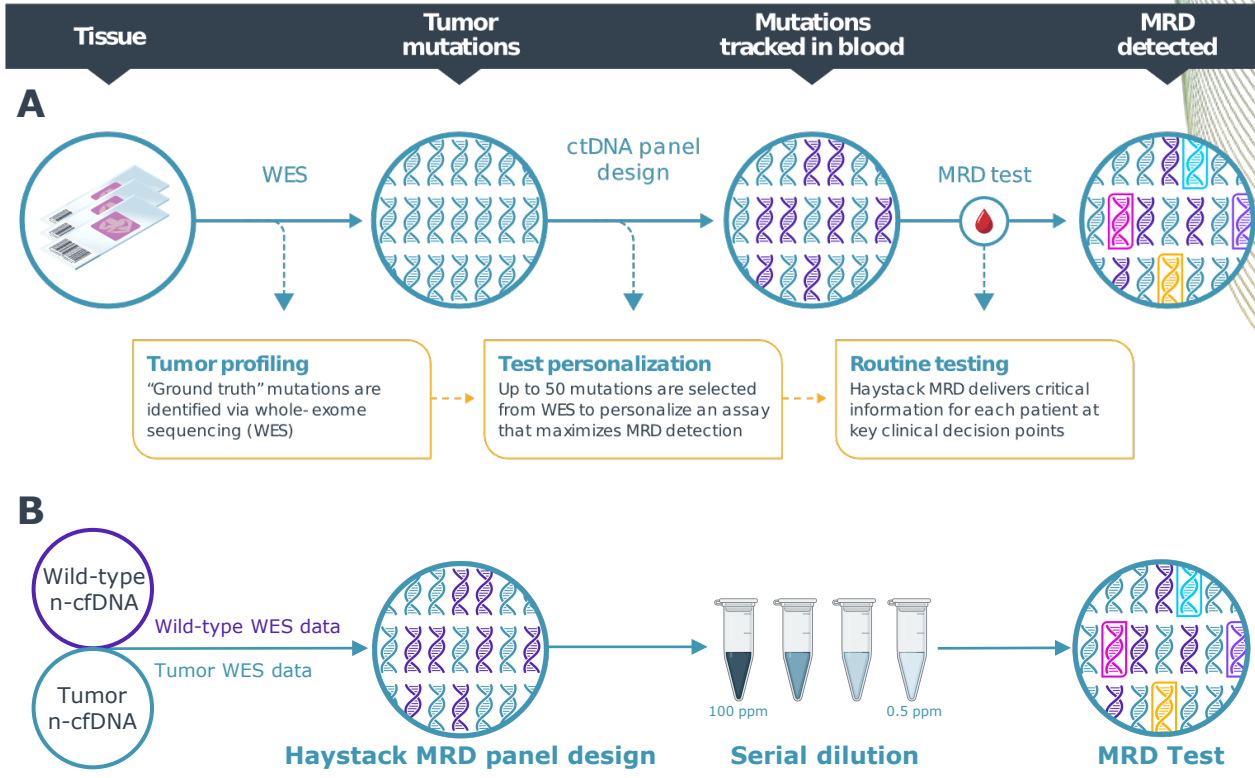 Tissue
Tumor
mutations
Mutations
tracked in blood
MRD
detected
A
WES
ctDNA panel
design
MRD test
Tumor profiling
“Ground truth” mutations are
identified via whole-exome
sequencing (WES)
Test personalization
Up to 50 mutations are selected
from WES to personalize an assay
that maximizes MRD detection
Routine testing
Haystack MRD delivers critical
information for each patient at
key clinical decision points
B
Wild-type
n-cfDNA
Wild-type WES data
Tumor WES data
Tumor
n-cfDNA
100 ppm
0.5 ppm
Haystack MRD panel design
Serial dilution
MRD Test